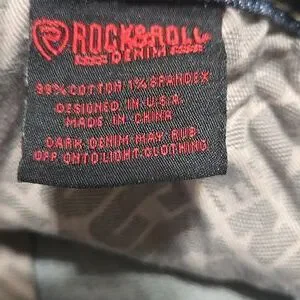 ROCK&ROLL
DENIM
99% COTTON 1% SPANDEX
DESIGNED IN U.S.A.
MADE IN CHINA
DARK DENIM MAY RUB
OFF ONTO LIGHT CLOTHING